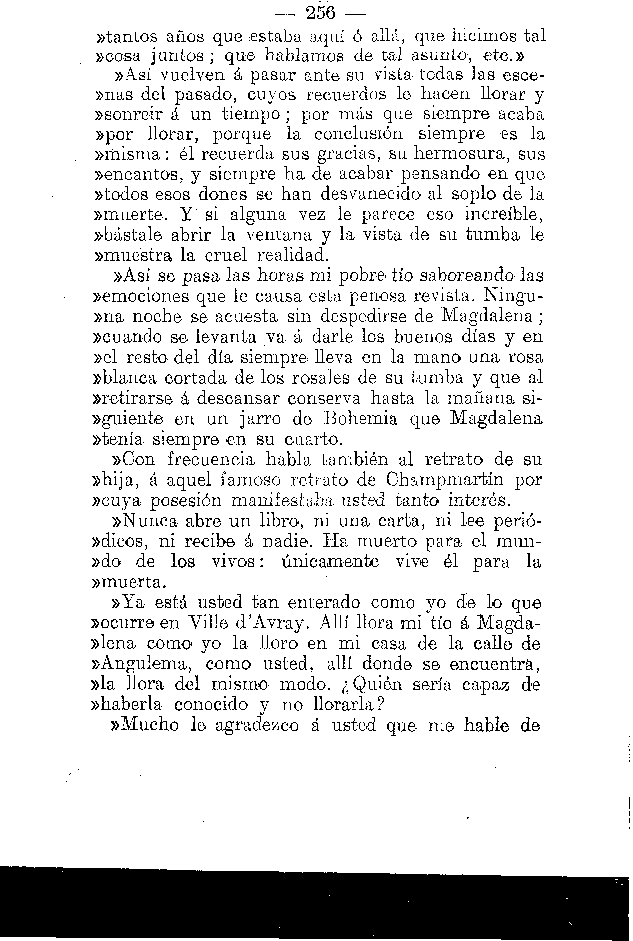 — 256 —
»tantos años que estaba aquí ó allá, que hicimos tal
»cosa juntos; que hablamos de tal asunto, etc.»
»Así vuelven á pasar ante su vista todas las esce-
»nas del pasado, cuyos recuerdos le hacen llorar y
»sonreir á un tiempo; por más que siempre acaba
»por llorar, porque la conclusión siempre es la
»misma: él recuerda sus gracias, su hermosura, sus
»encantos, y siempre ha de acabar pensando en que
»todos esos dones se han desvanecido al soplo de la
»muerte. Y si alguna vez le parece eso increíble,
»bástale abrir la ventana y la vista de su tumba le
»muestra la cruel realidad.
»Así se pasa las horas mi pobre tío saboreando las
»emociones que le causa esta penosa revista. Ningu-
»na noche se acuesta sin despedirse de Magdalena;
»cuando se levanta va á darle los buenos días y en
»el resto del día siempre lleva en la mano una rosa
»blanca cortada de los rosales de su tumba y que al
»retirarse á descansar conserva hasta la mañana si-
»guiente en un jarro de Bohemia que Magdalena
»tenía siempre en su cuarto.
»Con frecuencia habla también al retrato de su
»hija, á aquel famoso retrato de Champmartín por
»cuya posesión manifestaba usted tanto interés.
»Nunca abre un libro, ni una carta, ni lee perió-
»dicos, ni recibe á nadie. Ha muerto para el mun-
»do de los vivos: únicamente vive él para la
»muerta.
»Ya está usted tan enterado como yo de lo que
»ocurre en Ville d'Avray. Allí llora mi tío á Magda-
»lena como yo la lloro en mi casa de la calle de
»Angulema, como usted, allí donde se encuentra,
»la llora del mismo modo. ¿Quién sería capaz de
»haberla conocido y no llorarla?
»Mucho le agradezco á usted que me hable de